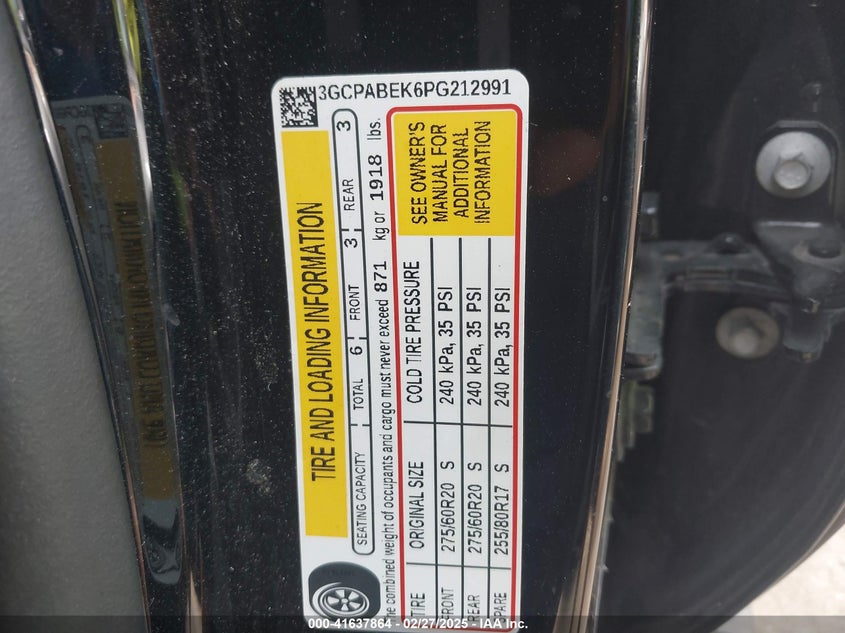 3GCPABEK6PG212991
TIRE AND LOADING INFORMATION
SEATING CAPACITY TOTAL 6 FRONT 3 REAR 3
combined weight of occupants and cargo must never exceed 871 kg or 1918 lbs.
TIRE ORIGINAL SIZE COLD TIRE PRESSURE
FRONT 275/60R20 S 240 kPa, 35 PSI
REAR 275/60R20 S 240 kPa, 35 PSI
SPARE 255/80R17 S 240 kPa, 35 PSI
SEE OWNER'S
MANUAL FOR
ADDITIONAL
INFORMATION
000-41637864 - 02/27/2025 - IAA Inc.